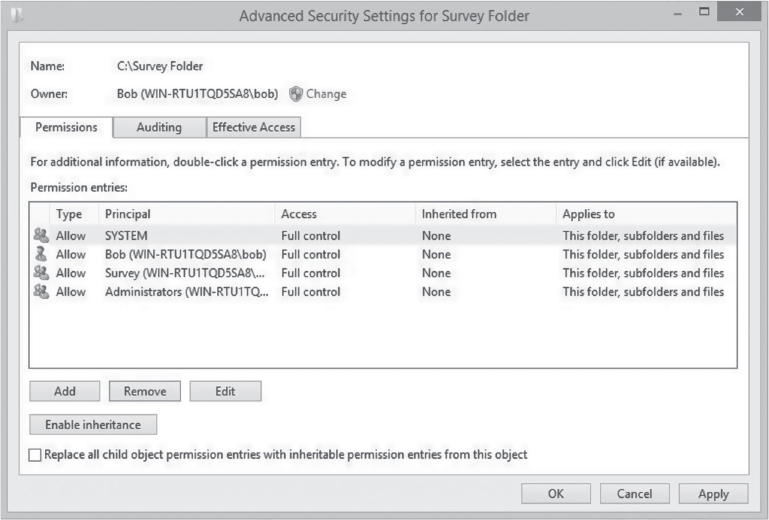 Advanced Security Settings for Survey Folder
Name: C:\Survey Folder
Owner: Bob (WIN-RTU1TQD5SA8\bob) Change
Permissions Auditing Effective Access
For additional information, double-click a permission entry. To modify a permission entry, select the entry and click Edit (if available).
Permission entries:
Type Principal Access Inherited from Applies to
Allow SYSTEM Full control None This folder, subfolders and files
Allow Bob (WIN-RTU1TQD5SA8\bob) Full control None This folder, subfolders and files
Allow Survey (WIN-RTU1TQD5SA8\... Full control None This folder, subfolders and files
Allow Administrators (WIN-RTU1TQ... Full control None This folder, subfolders and files
Add Remove Edit
Enable inheritance
Replace all child object permission entries with inheritable permission entries from this object
OK Cancel Apply